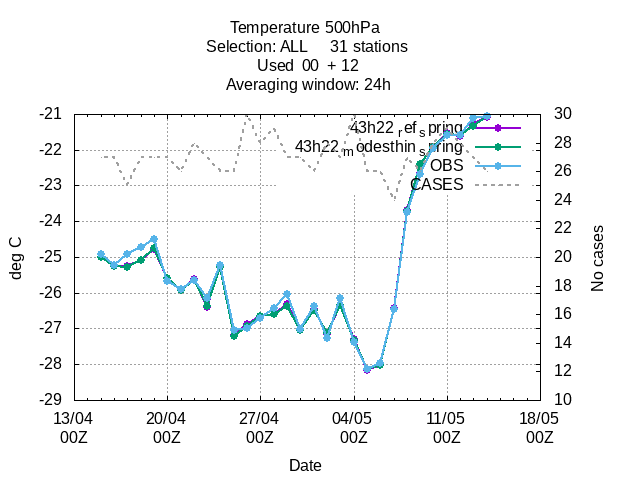 Temperature 500hPa
Selection: ALL     31 stations
Used  00  + 12
Averaging window: 24h
-21
-22
-23
-24
-25
-26
-27
-28
-29
30
28
26
24
22
20
18
16
14
12
10
43h22_ref_spring
43h22_modesthin_spring
OBS
CASES
deg C
No cases
13/04 20/04 27/04 04/05 11/05 18/05
00Z 00Z 00Z 00Z 00Z 00Z
Date